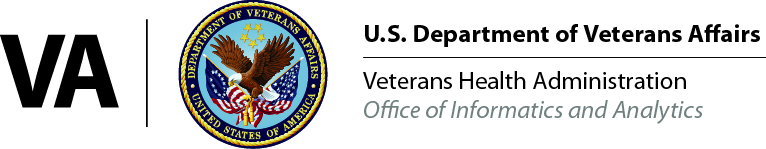 VA
DEPARTMENT OF VETERANS AFFAIRS
UNITED STATES OF AMERICA
U.S. Department of Veterans Affairs
Veterans Health Administration
Office of Informatics and Analytics